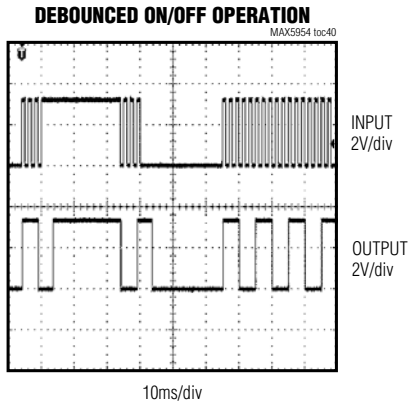 DEBOUNCED ON/OFF OPERATION
MAX5954 toc40
T
INPUT
2V/div
OUTPUT
2V/div
10ms/div